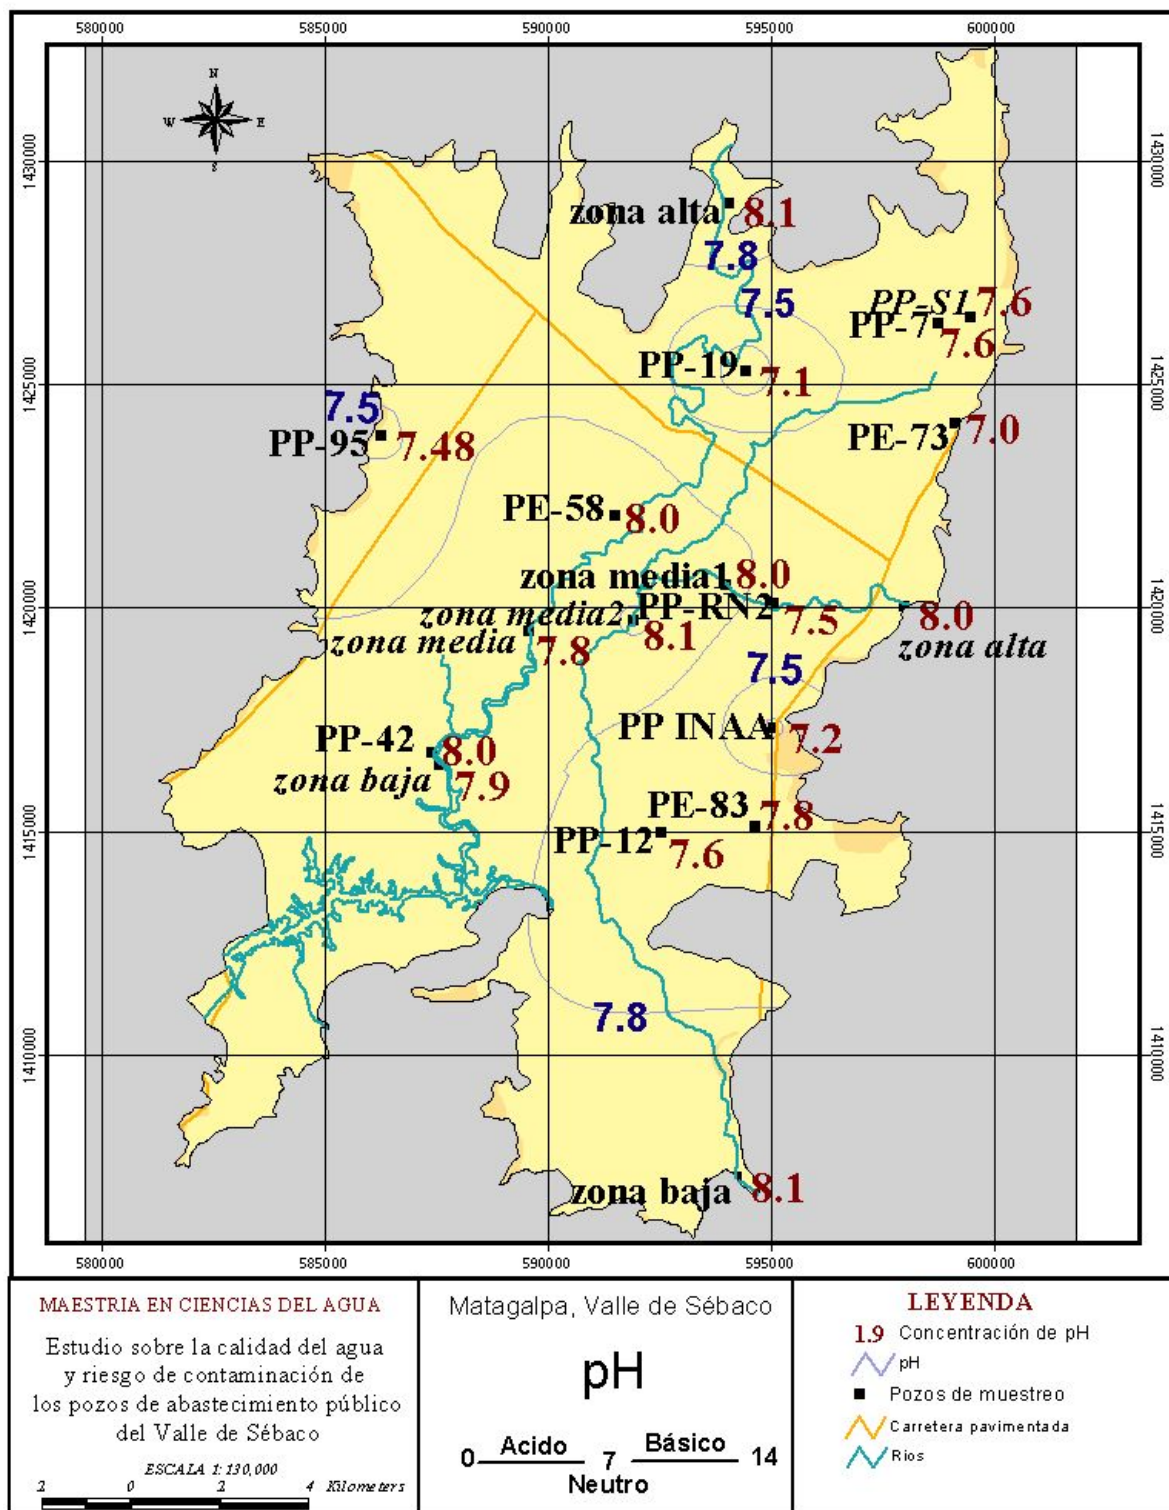 580000 585000 590000 595000 600000
N
W E
S
1430000 1430000
zona alta 8.1
7.8
7.5
PP-S1 7.6
PP-7 7.6
PP-19 7.1
1425000 1425000
7.5
PP-95 7.48
PE-73 7.0
PE-58 8.0
zona media1 8.0
1420000 1420000
zona media2 PP-RN2 7.5 8.0
zona media 7.8 8.1 zona alta
7.5
PP INAA 7.2
PP-42 8.0
zona baja 7.9
PE-83 7.8
1415000 1415000
PP-12 7.6
7.8
1410000 1410000
zona baja 8.1
580000 585000 590000 595000 600000
MAESTRIA EN CIENCIAS DEL AGUA
Estudio sobre la calidad del agua
y riesgo de contaminación de
los pozos de abastecimiento público
del Valle de Sébaco
ESCALA 1: 130,000
2 0 2 4 Kilometers
Matagalpa, Valle de Sébaco
pH
0 Acido 7 Básico 14
Neutro
LEYENDA
1.9 Concentración de pH
pH
Pozos de muestreo
Carretera pavimentada
Rios